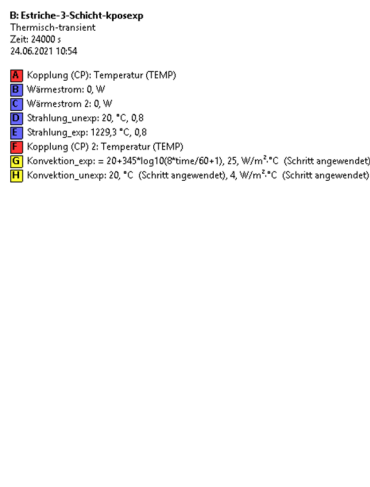 B: Estriche-3-Schicht-kposexp
Thermisch-transient
Zeit: 24000 s
24.06.2021 10:54
A Kopplung (CP): Temperatur (TEMP)
B Wärmestrom: 0, W
C Wärmestrom 2: 0, W
D Strahlung_unexp: 20, °C, 0,8
E Strahlung_exp: 1229,3 °C, 0,8
F Kopplung (CP) 2: Temperatur (TEMP)
G Konvektion_exp: = 20+345*log10(8*time/60+1), 25, W/m²·°C (Schritt angewendet)
H Konvektion_unexp: 20, °C (Schritt angewendet), 4, W/m²·°C (Schritt angewendet)